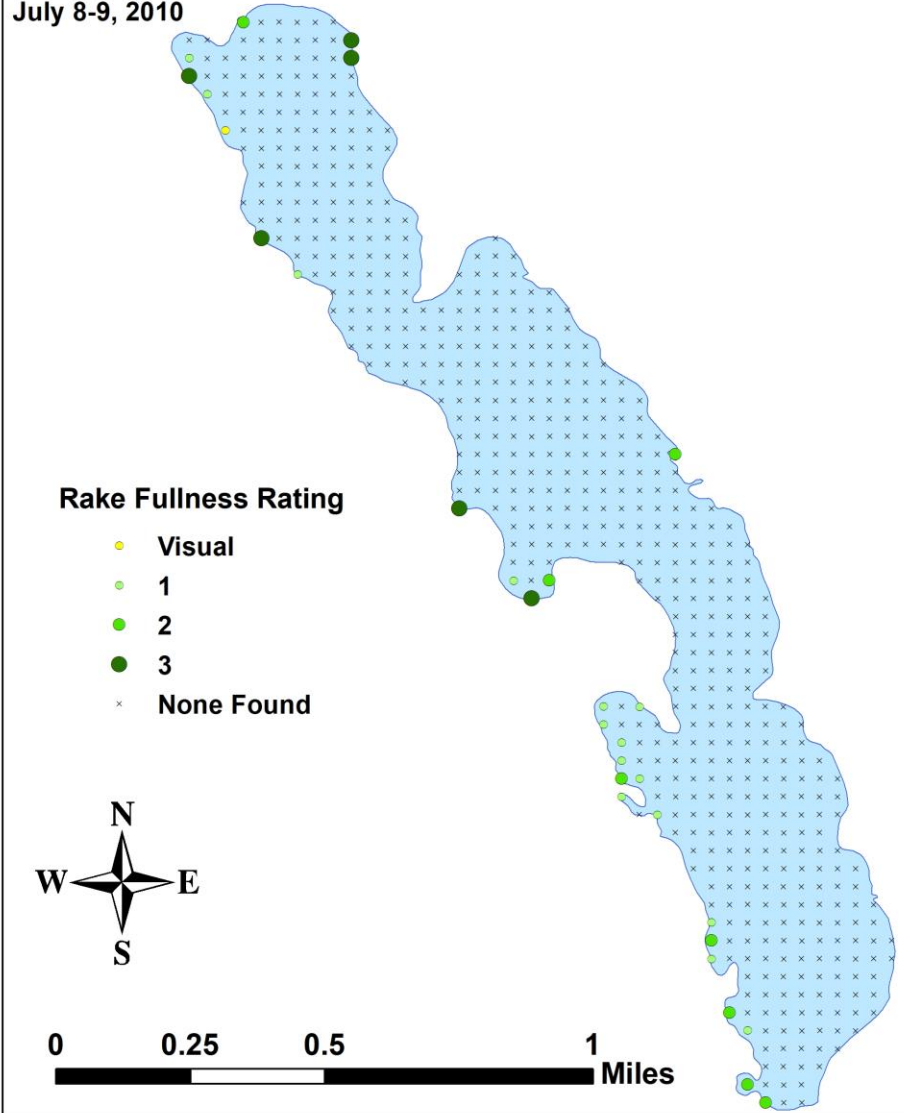 July 8-9, 2010
Rake Fullness Rating
Visual
1
2
3
None Found
N
W E
S
0 0.25 0.5 1
Miles